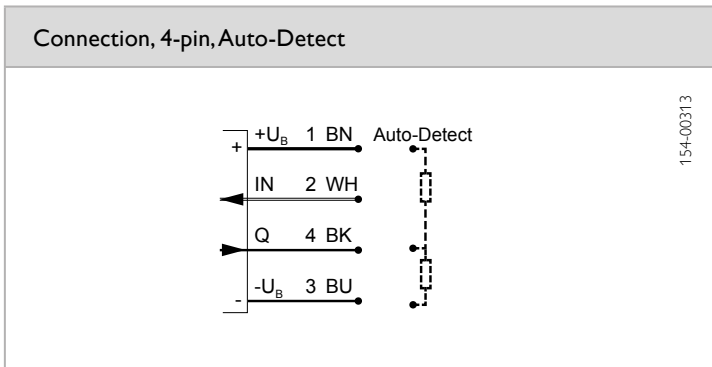 Connection, 4-pin, Auto-Detect
154-00313
+U_B 1 BN Auto-Detect
+
IN 2 WH
Q 4 BK
-U_B 3 BU
-